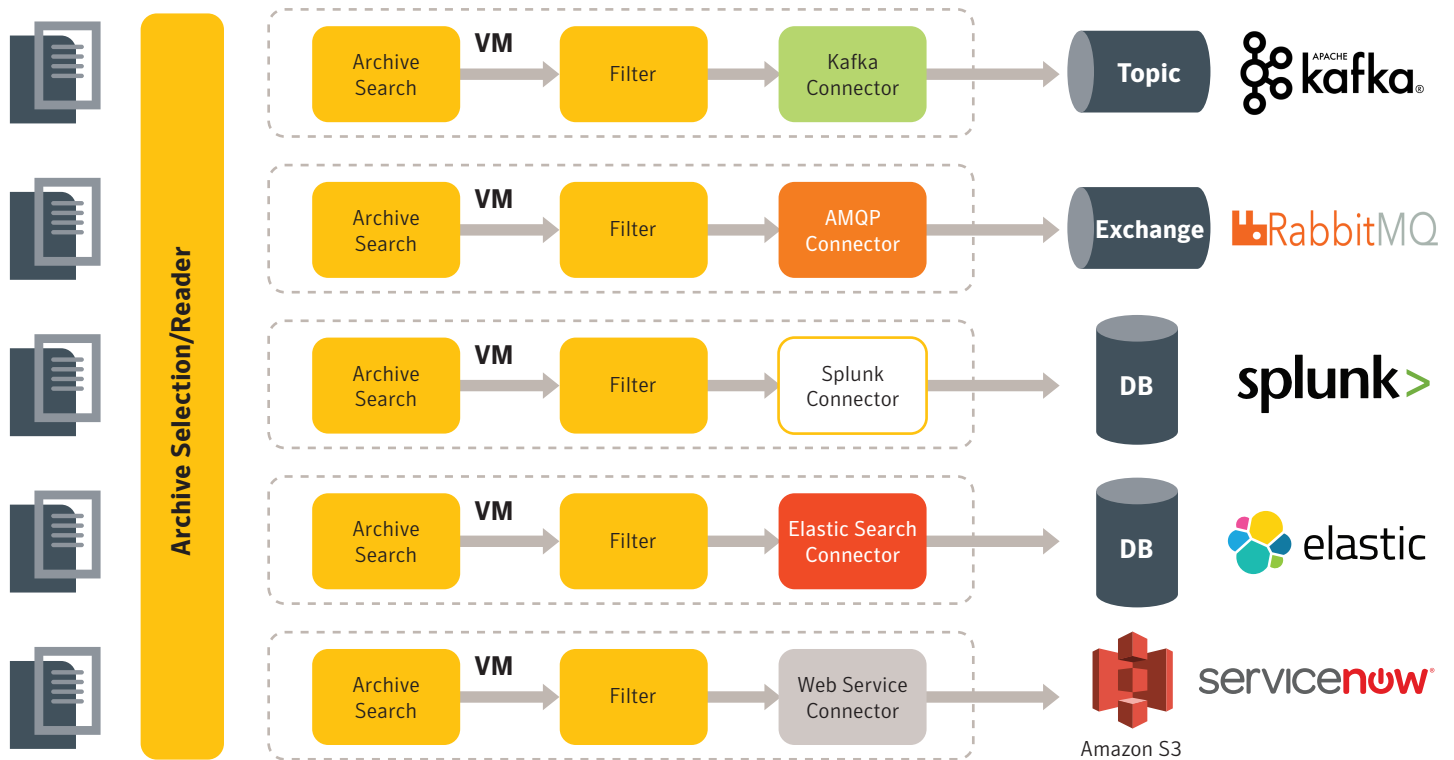 Archive Selection/Reader
Archive
Search
VM
Filter
Kafka
Connector
Topic
APACHE
kafka®
Archive
Search
VM
Filter
AMQP
Connector
Exchange
RabbitMQ
Archive
Search
VM
Filter
Splunk
Connector
DB
splunk>
Archive
Search
VM
Filter
Elastic Search
Connector
DB
elastic
Archive
Search
VM
Filter
Web Service
Connector
Amazon S3
servicenow®